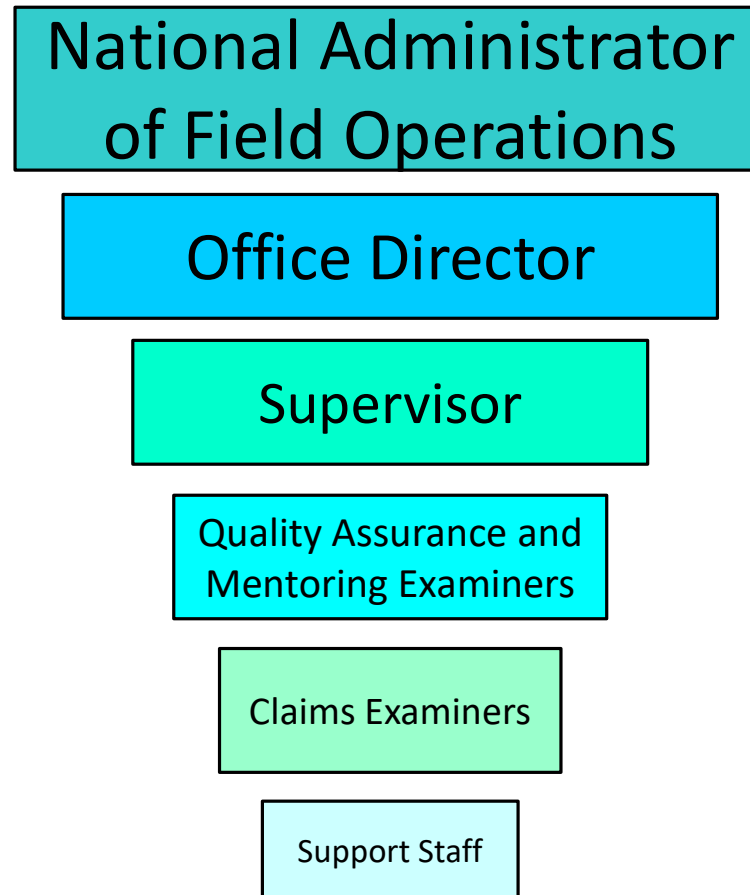 National Administrator
of Field Operations
Office Director
Supervisor
Quality Assurance and
Mentoring Examiners
Claims Examiners
Support Staff